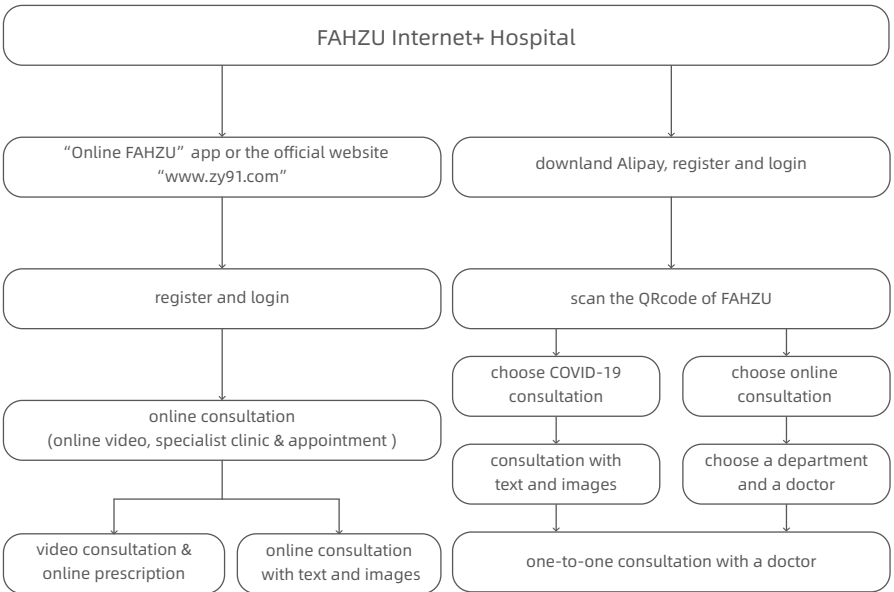 FAHZU Internet+ Hospital
“Online FAHZU” app or the official website
“www.zy91.com”
downland Alipay, register and login
register and login
scan the QRcode of FAHZU
choose COVID-19
consultation
choose online
consultation
online consultation
(online video, specialist clinic & appointment )
consultation with
text and images
choose a department
and a doctor
video consultation &
online prescription
online consultation
with text and images
one-to-one consultation with a doctor